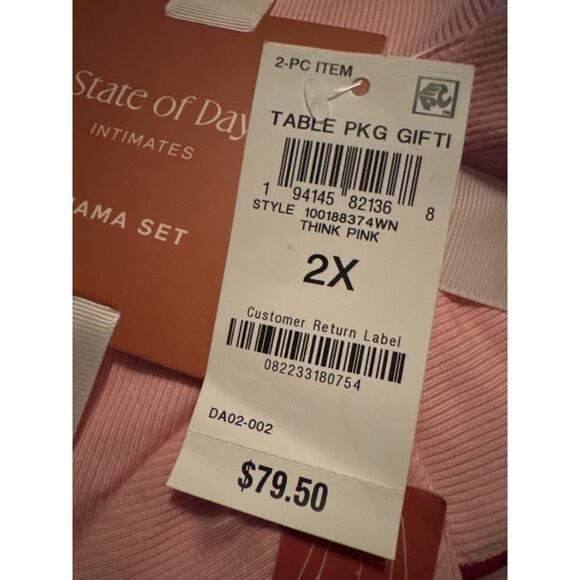 State of Day
INTIMATES
JAMA SET
2-PC ITEM
TABLE PKG GIFTI
1 94145 82136 8
STYLE 100188374WN
THINK PINK
2X
Customer Return Label
082233180754
DA02-002
$79.50